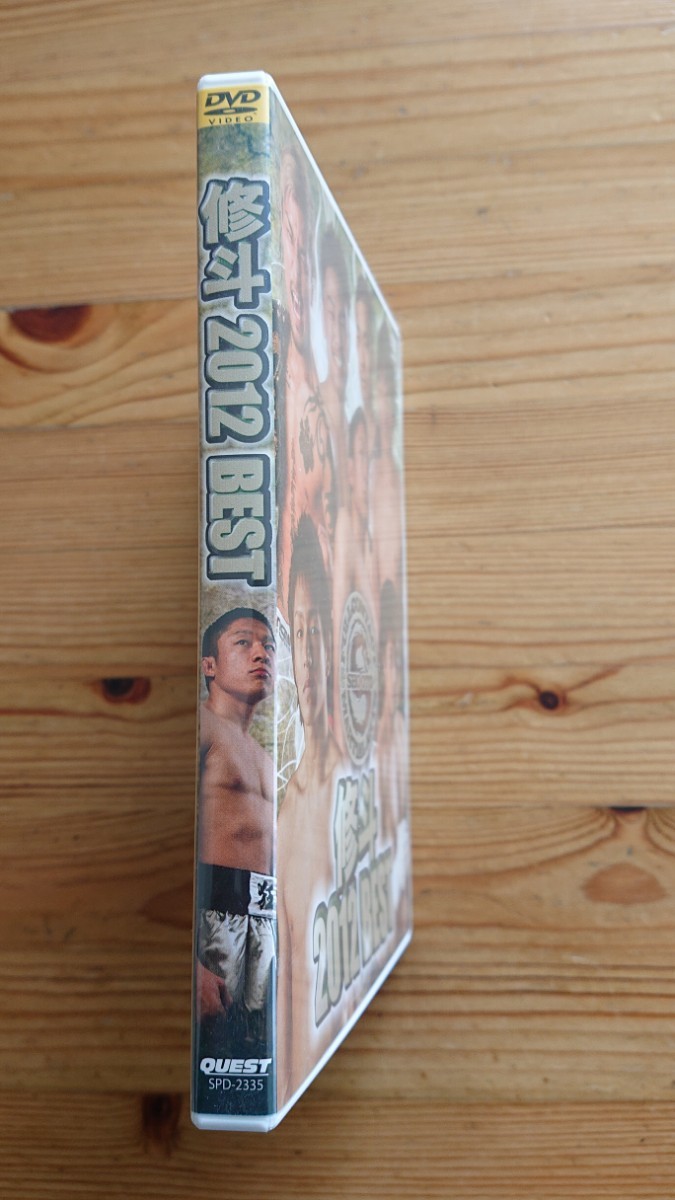 DVD
VIDEO
修斗 2012 BEST
QUEST
SPD-2335
修斗
2012 BEST